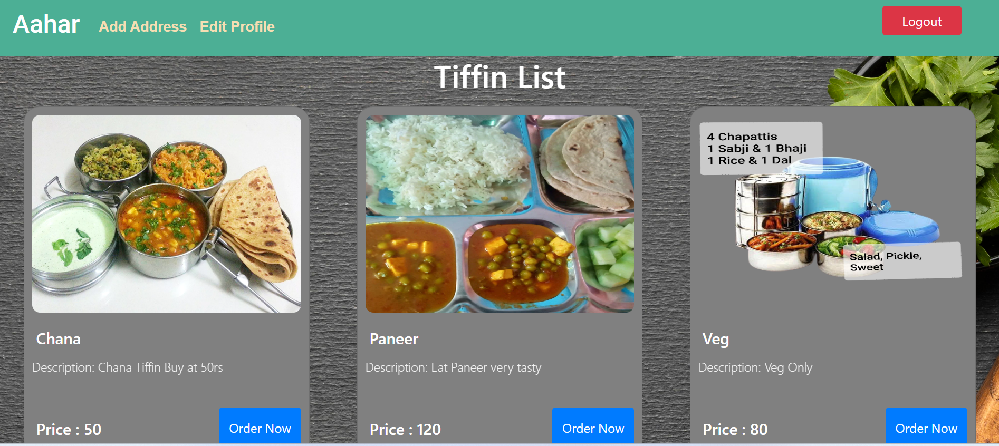 Aahar Add Address Edit Profile Logout
Tiffin List
4 Chapattis
1 Sabji & 1 Bhaji
1 Rice & 1 Dal
Salad, Pickle,
Sweet
Chana Paneer Veg
Description: Chana Tiffin Buy at 50rs Description: Eat Paneer very tasty Description: Veg Only
Price : 50 Order Now Price : 120 Order Now Price : 80 Order Now